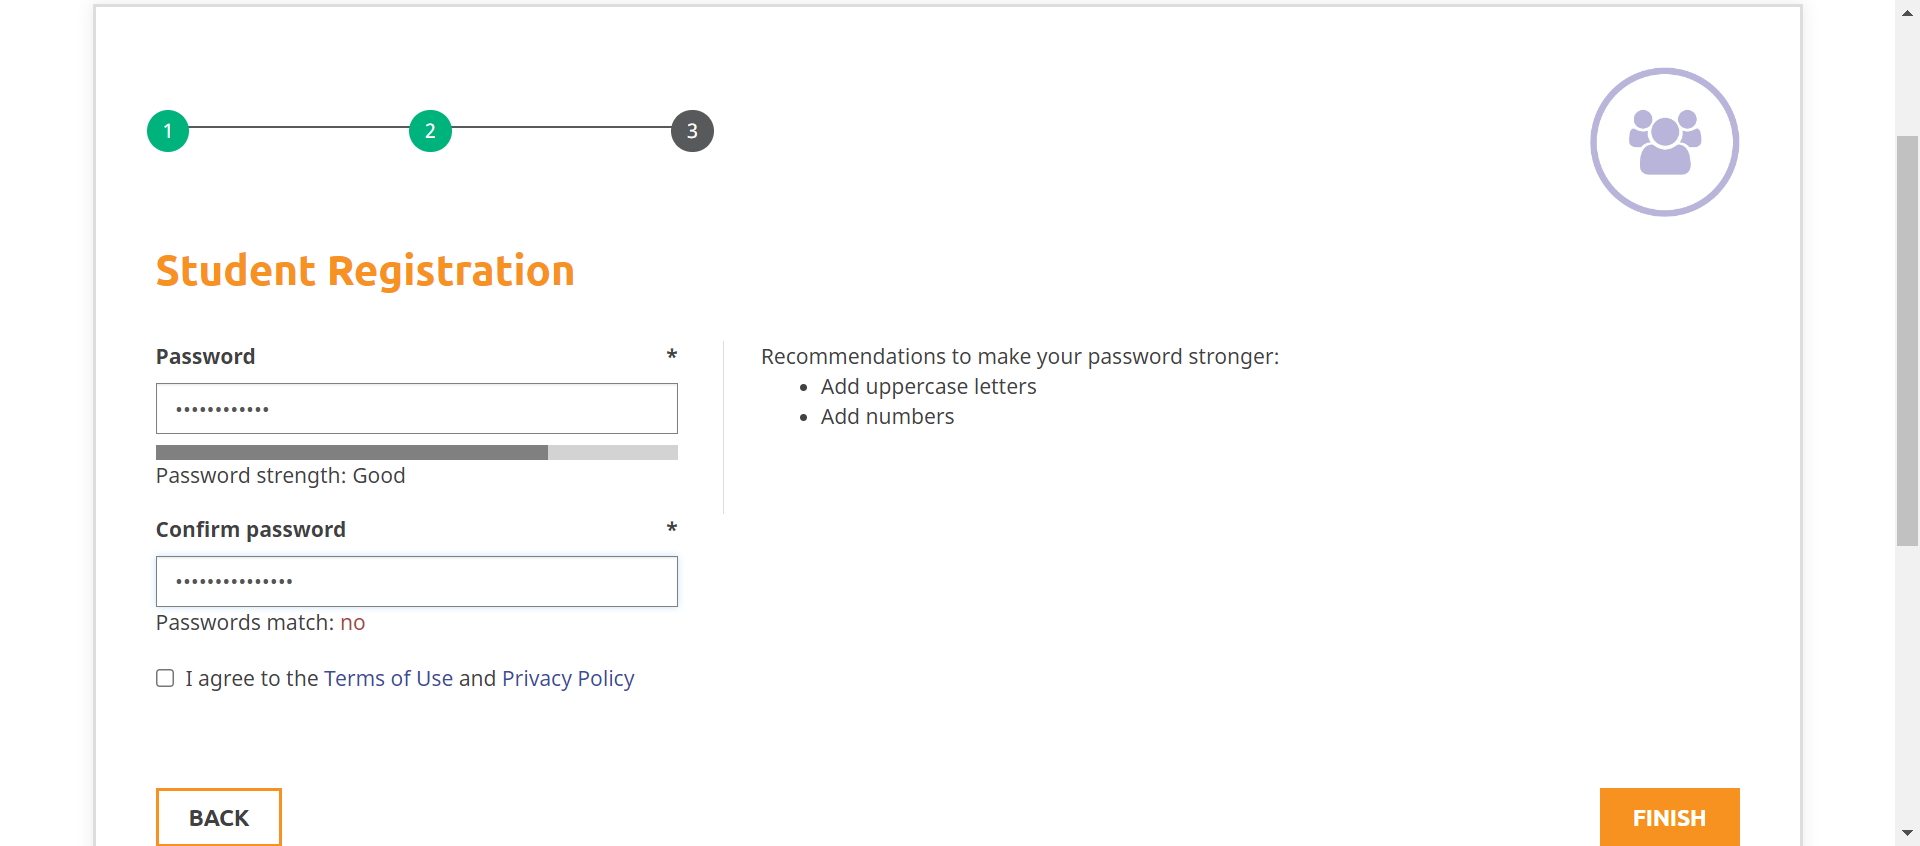 1 2 3
Student Registration
Password *
••••••••••••
Password strength: Good
Recommendations to make your password stronger:
• Add uppercase letters
• Add numbers
Confirm password *
•••••••••••••••
Passwords match: no
I agree to the Terms of Use and Privacy Policy
BACK
FINISH